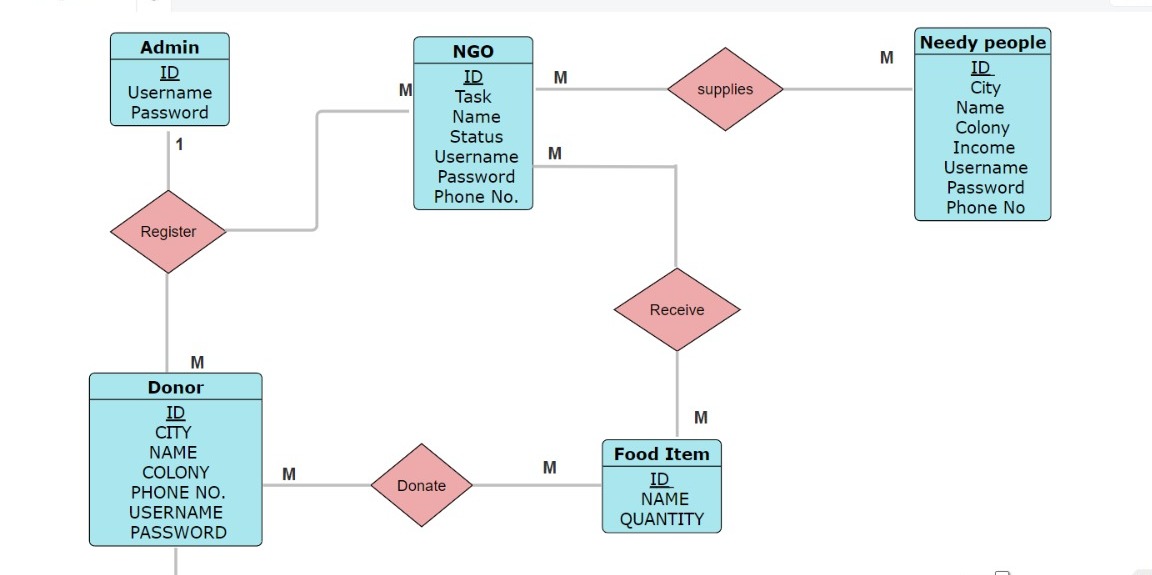 Admin
ID
Username
Password
1
Register
M
NGO
ID
Task
Name
Status
Username
Password
Phone No.
M
supplies
M
Needy people
ID
City
Name
Colony
Income
Username
Password
Phone No
M
Receive
M
M
Donor
ID
CITY
NAME
COLONY
PHONE NO.
USERNAME
PASSWORD
M
Donate
M
Food Item
ID
NAME
QUANTITY